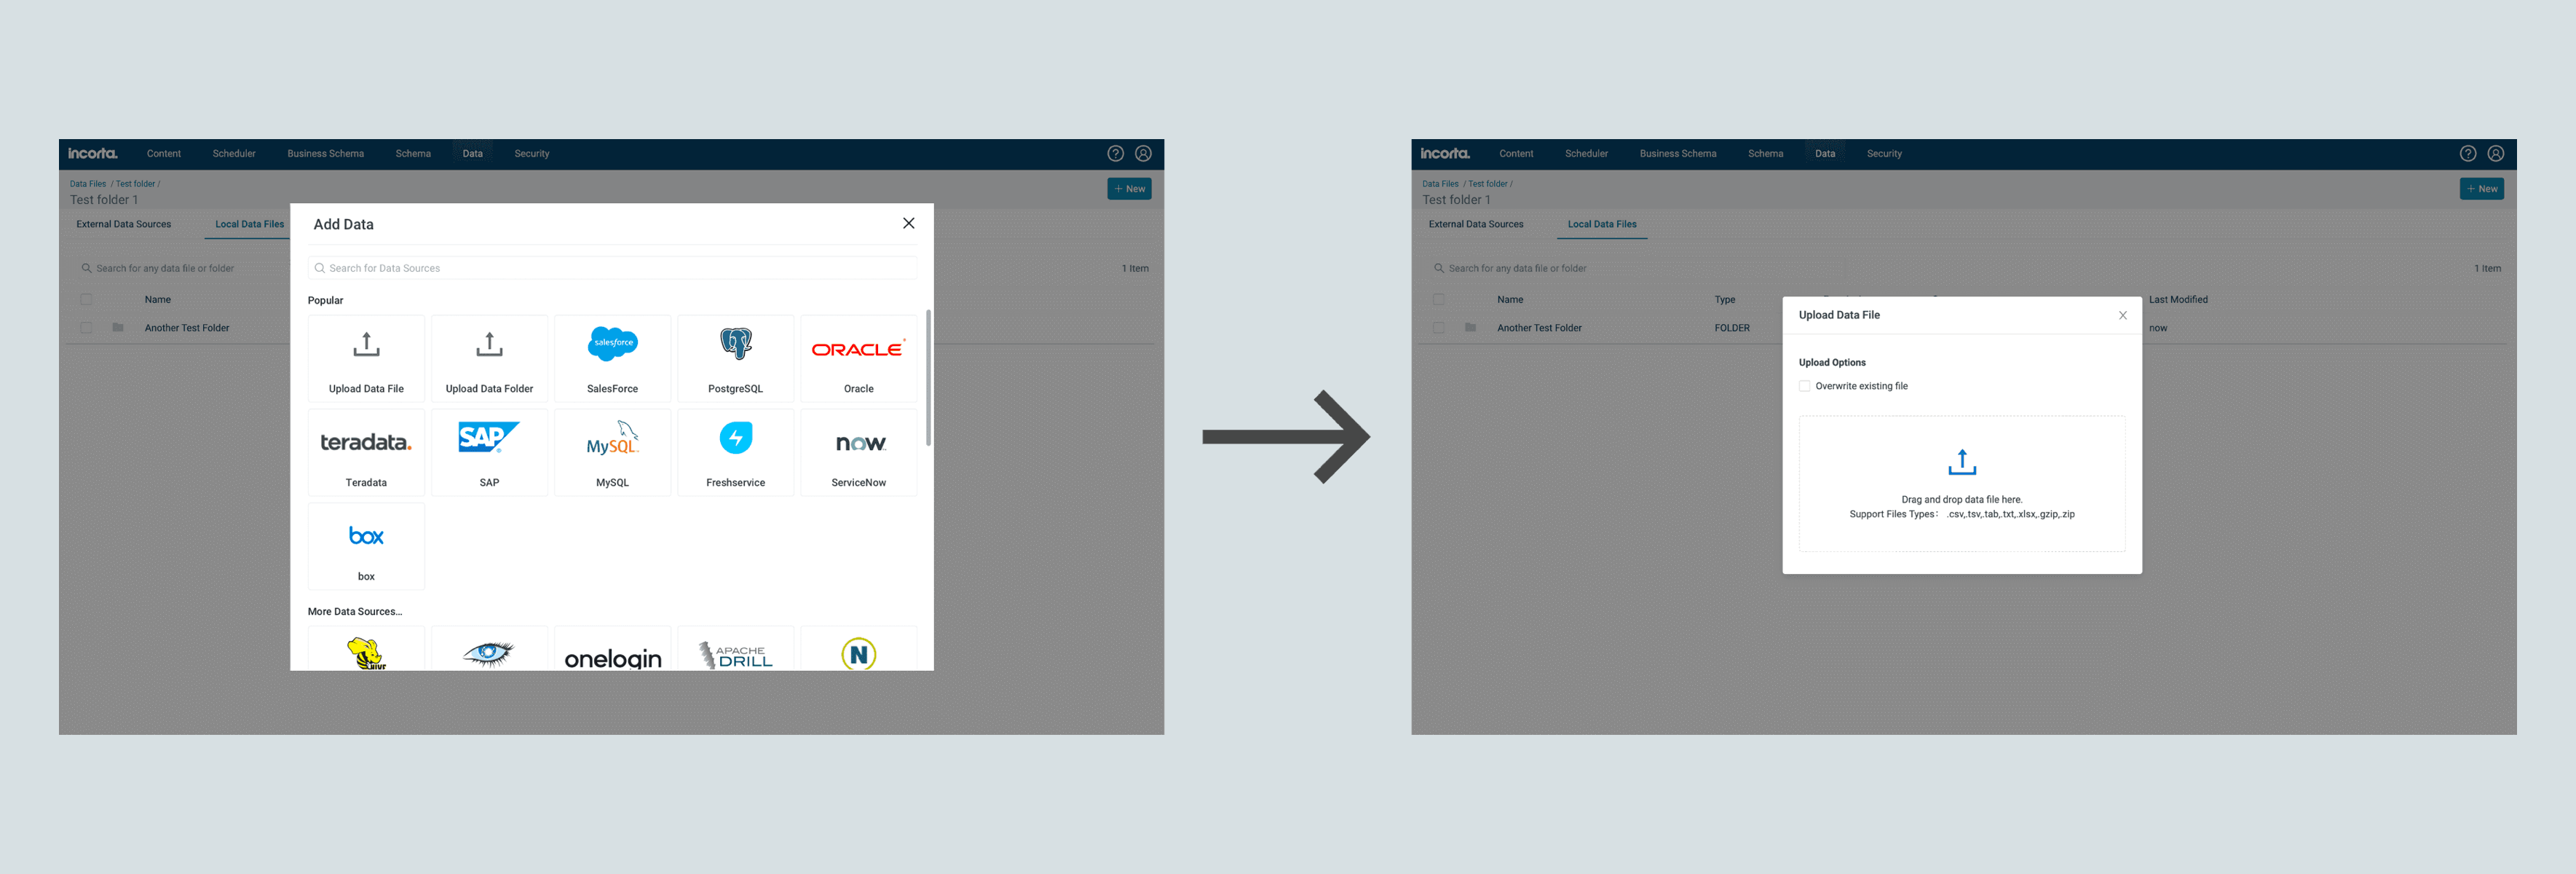 incorta.
Content
Scheduler
Business Schema
Schema
Data
Security
Data Files / Test folder /
Test folder 1
+ New
External Data Sources
Local Data Files
Search for any data file or folder
1 Item
Name
Another Test Folder
Add Data
Search for Data Sources
Popular
Upload Data File
Upload Data Folder
salesforce
SalesForce
PostgreSQL
ORACLE
Oracle
teradata.
Teradata
SAP
SAP
MySQL
MySQL
Freshservice
now
ServiceNow
box
box
More Data Sources...
HIVE
onelogin
APACHE
DRILL
N
incorta.
Content
Scheduler
Business Schema
Schema
Data
Security
Data Files / Test folder /
Test folder 1
+ New
External Data Sources
Local Data Files
Search for any data file or folder
1 Item
Name
Type
Last Modified
Another Test Folder
FOLDER
now
Upload Data File
Upload Options
Overwrite existing file
Drag and drop data file here.
Support Files Types: .csv,.tsv,.tab,.txt,.xlsx,.gzip,.zip